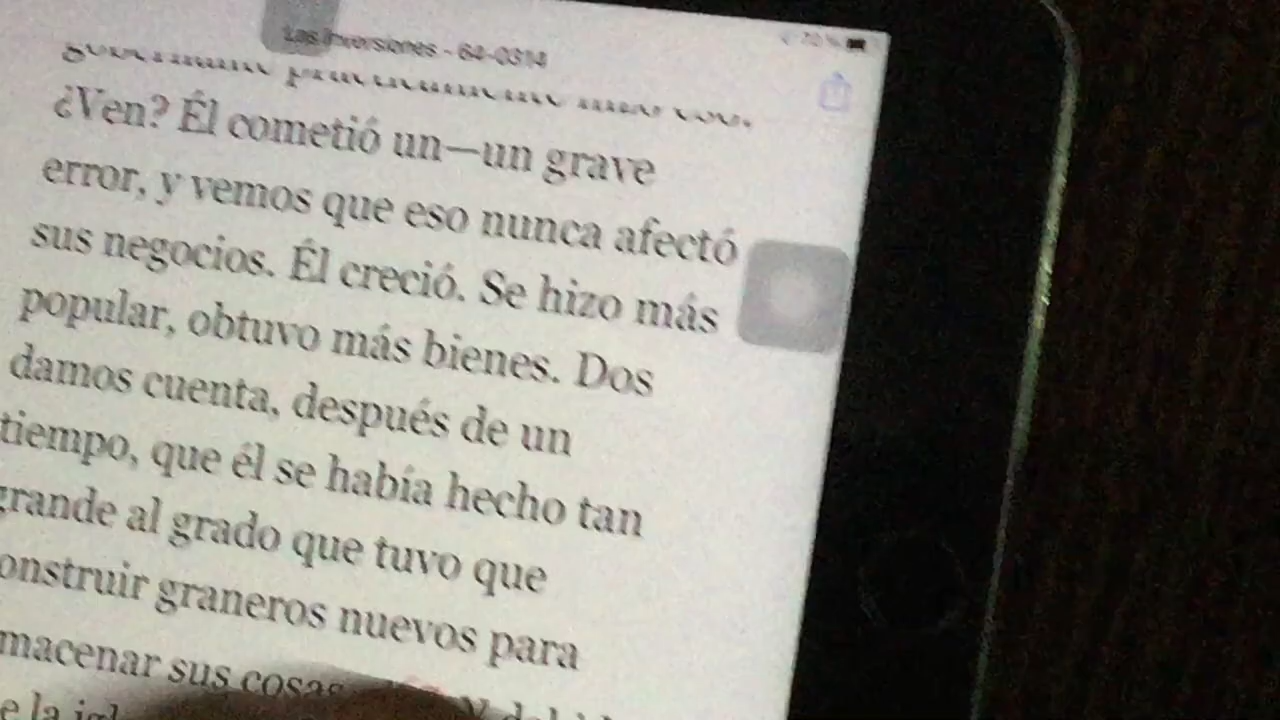 Las Inversiones - 64-0314
70 %
¿Ven? Él cometió un—un grave
error, y vemos que eso nunca afectó
sus negocios. Él creció. Se hizo más
popular, obtuvo más bienes. Dos
damos cuenta, después de un
tiempo, que él se había hecho tan
grande al grado que tuvo que
onstruir graneros nuevos para
macenar sus cosas
e la